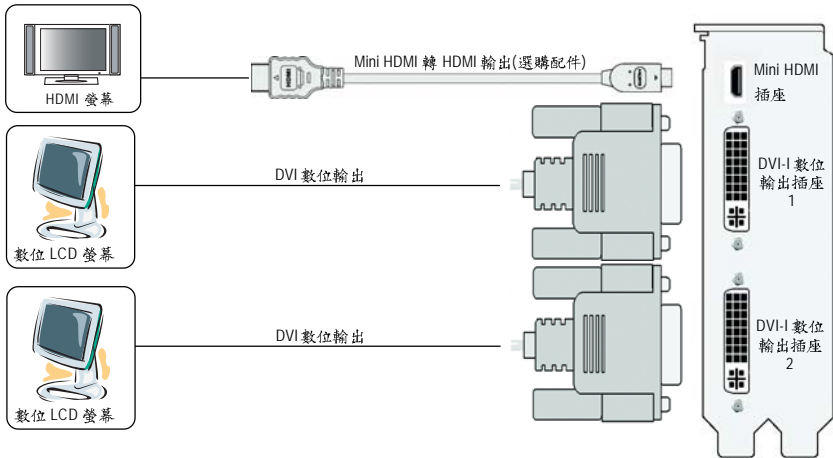 HDMI 螢幕
Mini HDMI 轉 HDMI 輸出(選購配件)
Mini HDMI
插座
DVI 數位輸出
數位 LCD 螢幕
DVI-I 數位
輸出插座
1
DVI 數位輸出
數位 LCD 螢幕
DVI-I 數位
輸出插座
2